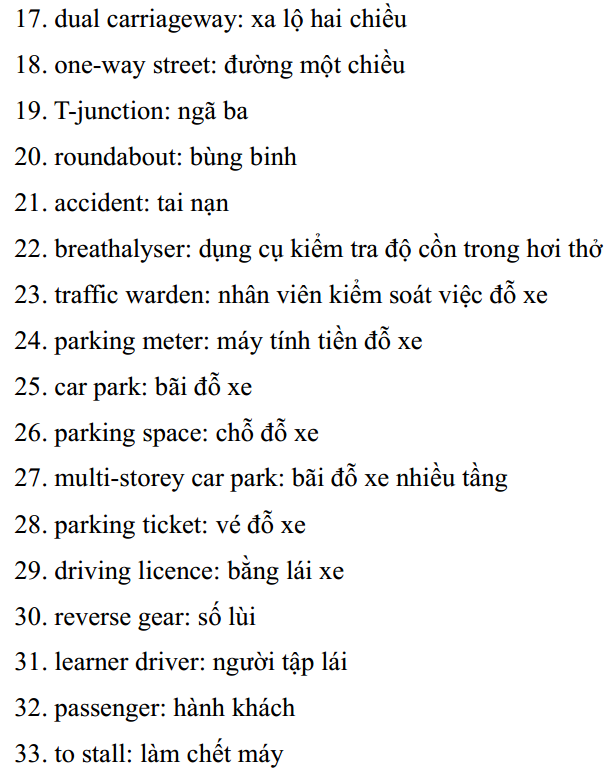 17. dual carriageway: xa lộ hai chiều
18. one-way street: đường một chiều
19. T-junction: ngã ba
20. roundabout: bùng binh
21. accident: tai nạn
22. breathalyser: dụng cụ kiểm tra độ cồn trong hơi thở
23. traffic warden: nhân viên kiểm soát việc đỗ xe
24. parking meter: máy tính tiền đỗ xe
25. car park: bãi đỗ xe
26. parking space: chỗ đỗ xe
27. multi-storey car park: bãi đỗ xe nhiều tầng
28. parking ticket: vé đỗ xe
29. driving licence: bằng lái xe
30. reverse gear: số lùi
31. learner driver: người tập lái
32. passenger: hành khách
33. to stall: làm chết máy